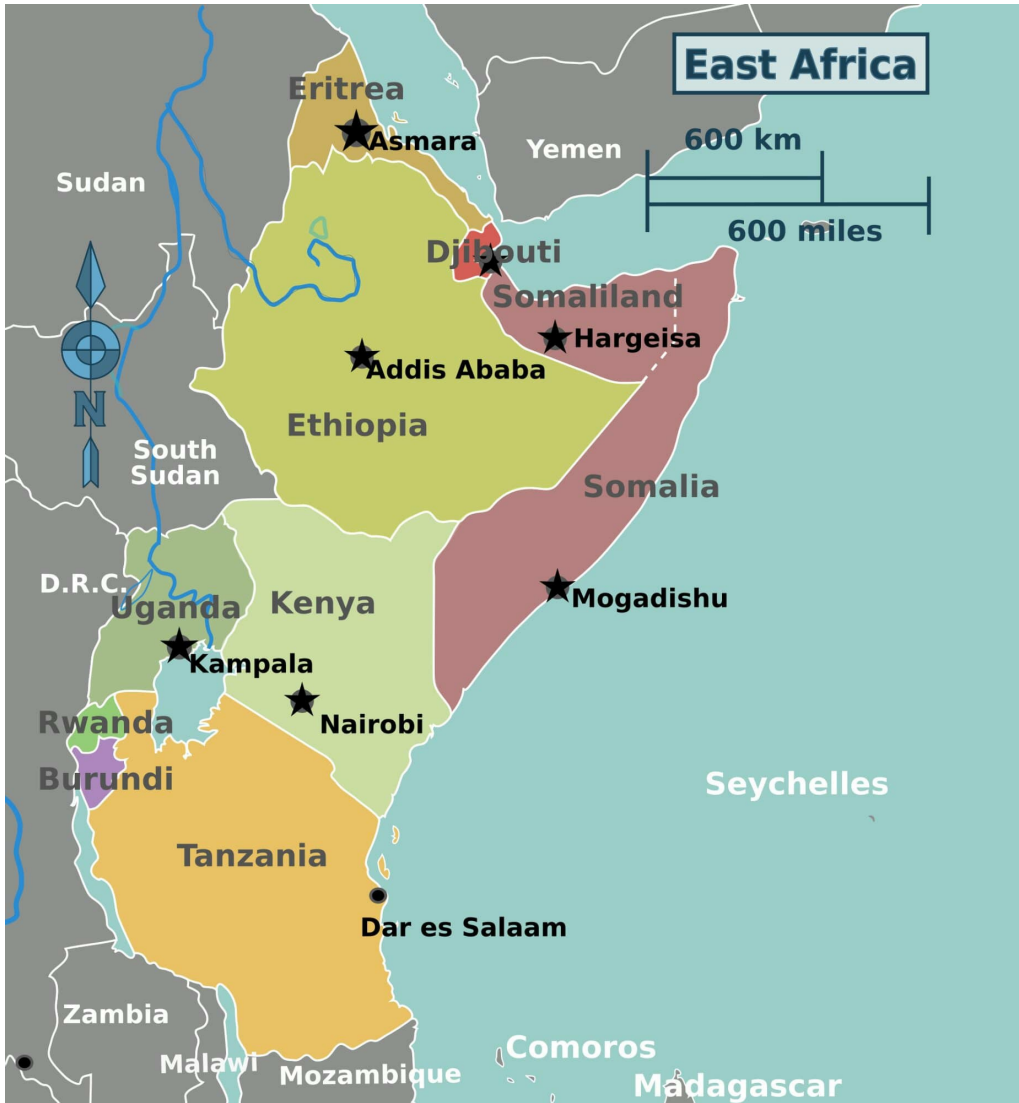 East Africa
Eritrea
Asmara
600 km
Yemen
Sudan
600 miles
Djibouti
Somaliland
Hargeisa
Addis Ababa
N
Ethiopia
South
Sudan
Somalia
D.R.C.
Uganda
Kenya
Mogadishu
Kampala
Rwanda
Nairobi
Burundi
Seychelles
Tanzania
Dar es Salaam
Zambia
Comoros
Malawi
Mozambique
Madagascar